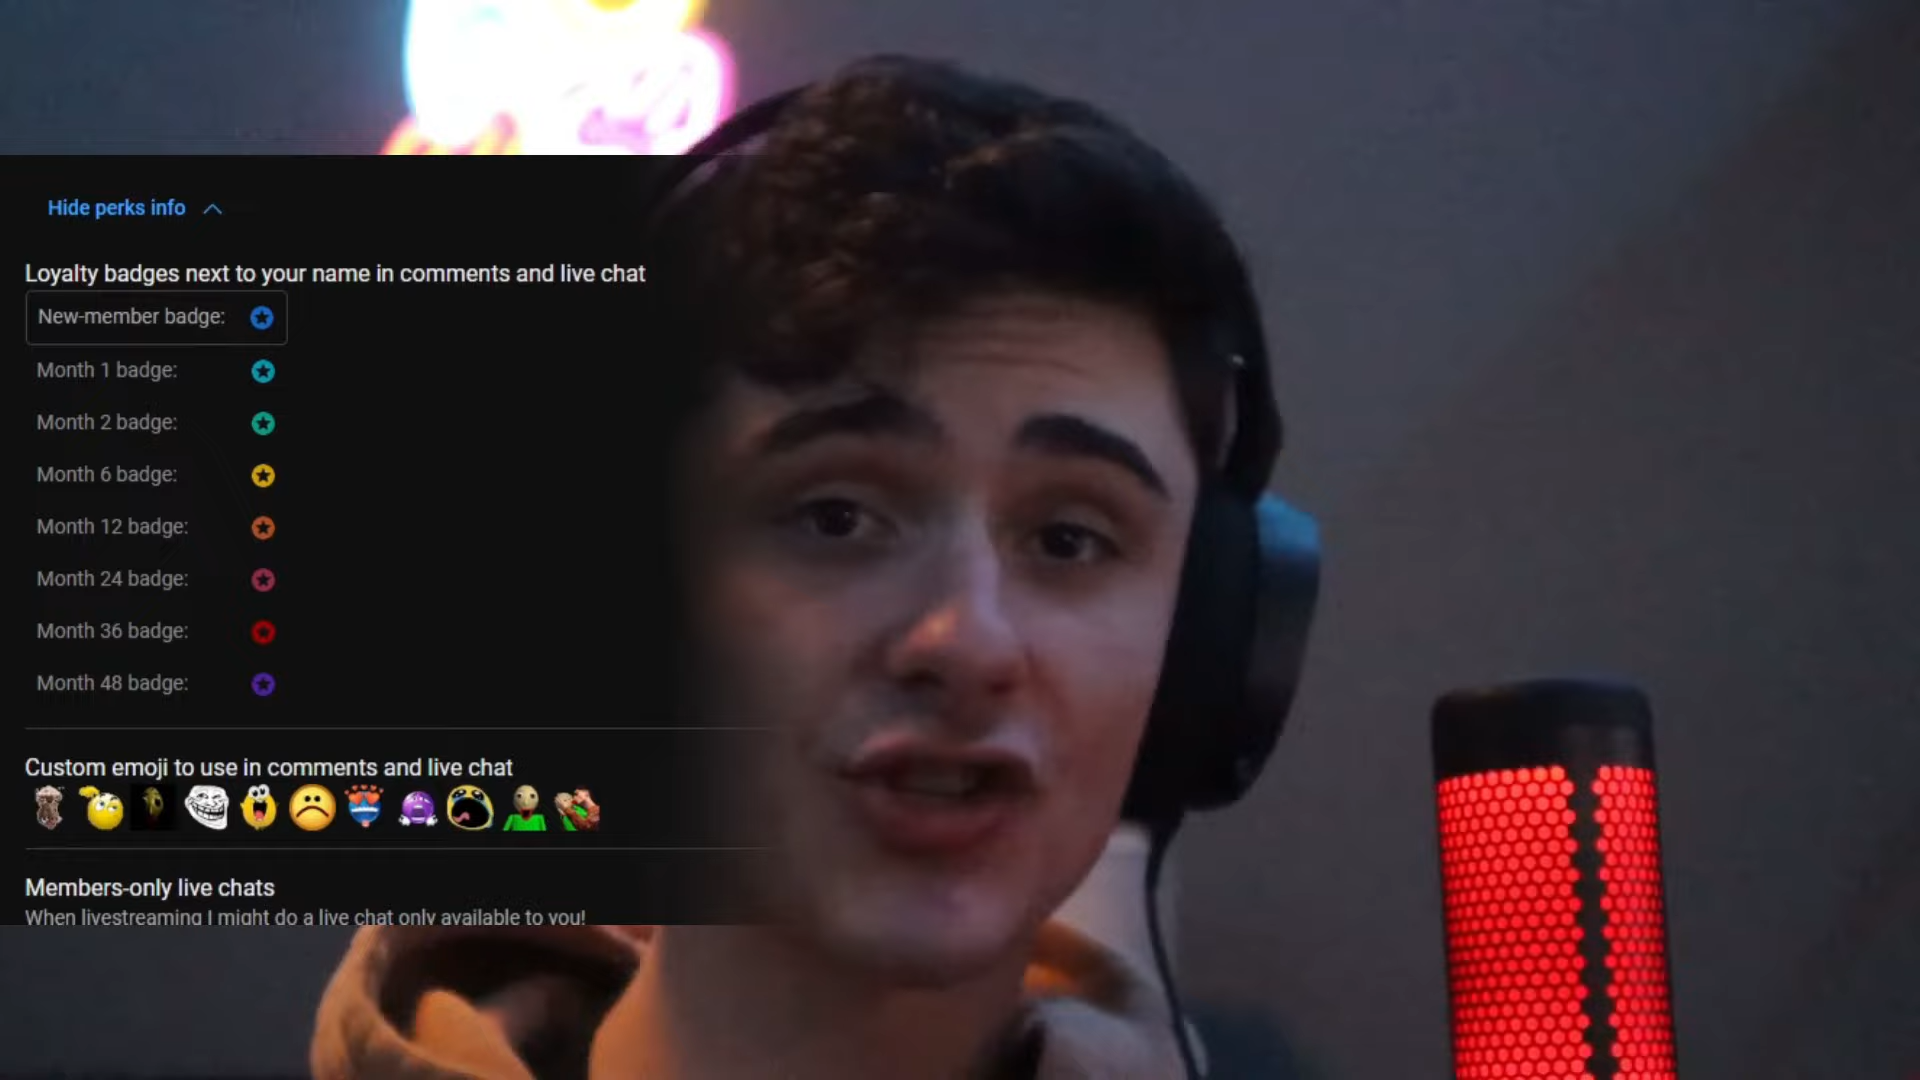 Hide perks info
Loyalty badges next to your name in comments and live chat
New-member badge:
Month 1 badge:
Month 2 badge:
Month 6 badge:
Month 12 badge:
Month 24 badge:
Month 36 badge:
Month 48 badge:
Custom emoji to use in comments and live chat
Members-only live chats
When livestreaming I might do a live chat only available to you!